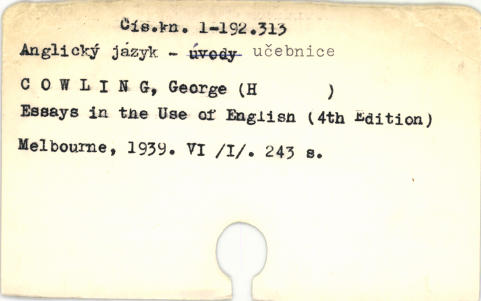 Čís.kn. 1-192.313
Anglický jázyk - úvody učebnice
C O W L I N G, George (H          )
Essays in the Use of English (4th Edition)
Melbourne, 1939. VI /I/. 243 s.